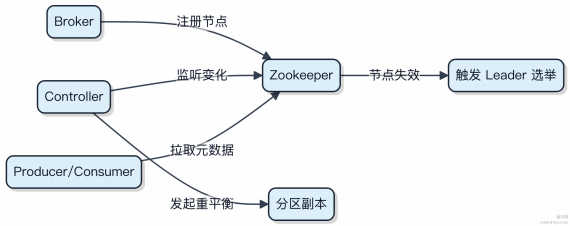 Broker
注册节点
监听变化
Zookeeper
节点失效
触发 Leader 选举
Controller
拉取元数据
Producer/Consumer
发起重平衡
分区副本